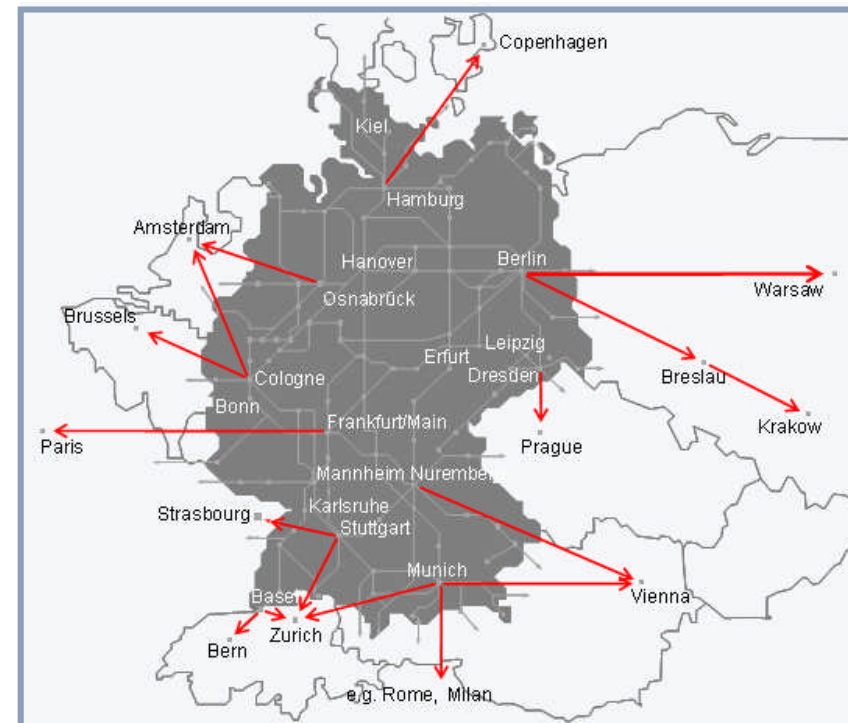 Copenhagen
Kiel
Hamburg
Amsterdam
Hanover
Berlin
Osnabrück
Warsaw
Brussels
Leipzig
Erfurt
Dresden
Cologne
Breslau
Bonn
Frankfurt/Main
Krakow
Paris
Prague
Mannheim Nuremberg
Karlsruhe
Strasbourg
Stuttgart
Munich
Basel
Vienna
Zurich
Bern
e.g. Rome, Milan